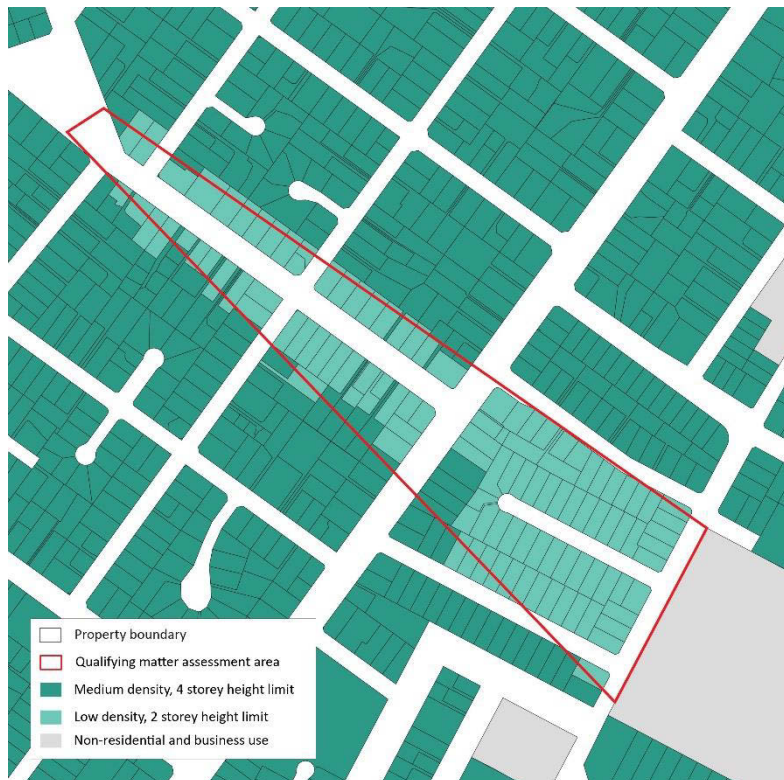 Property boundary
Qualifying matter assessment area
Medium density, 4 storey height limit
Low density, 2 storey height limit
Non-residential and business use